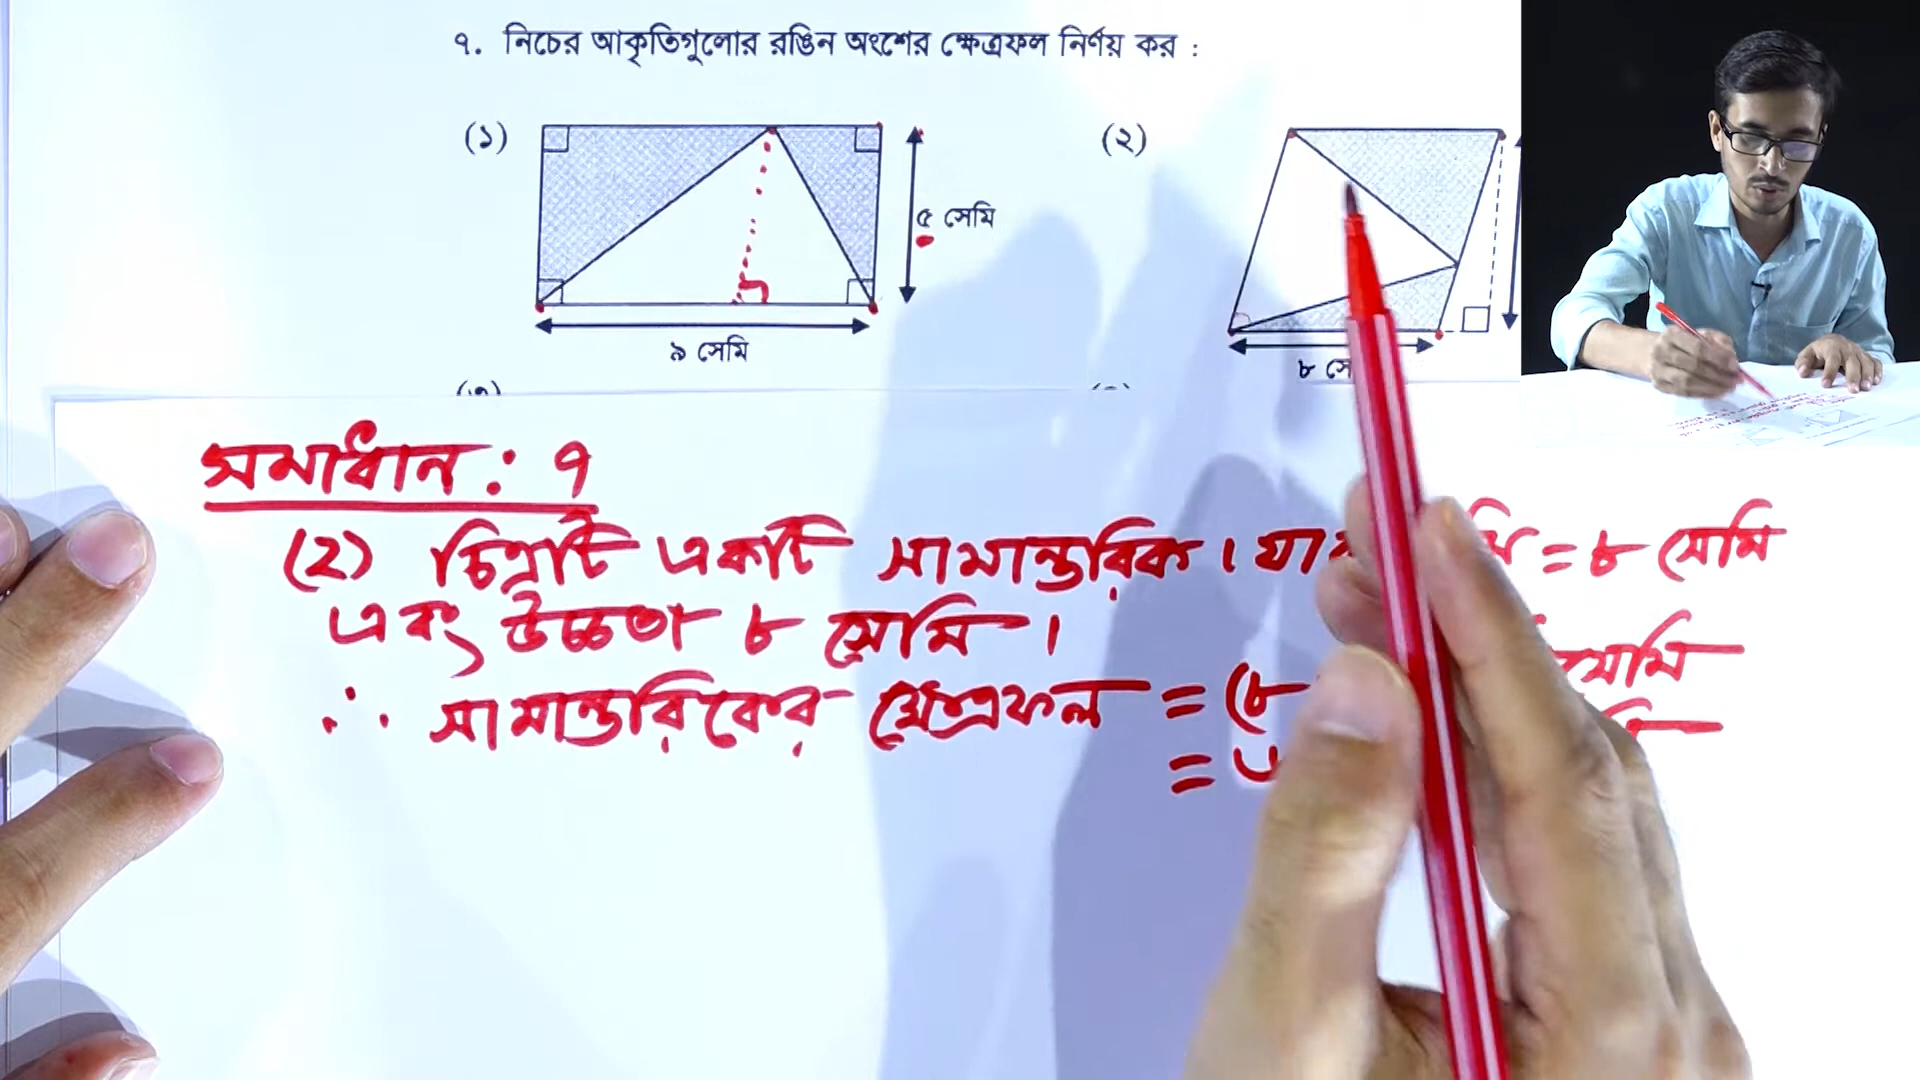 ৭. নিচের আকৃতিগুলোর রঙিন অংশের ক্ষেত্রফল নির্ণয় কর :
(১)
৫ সেমি
৯ সেমি
(২)
৮
সমাধান : ৭
(২) চিত্রটি একটি সামান্তরিক । = ৮ সেমি
এবং উচ্চতা ৮ সেমি । সেমি
∴ সামান্তরিকের ক্ষেত্রফল = (৮
=